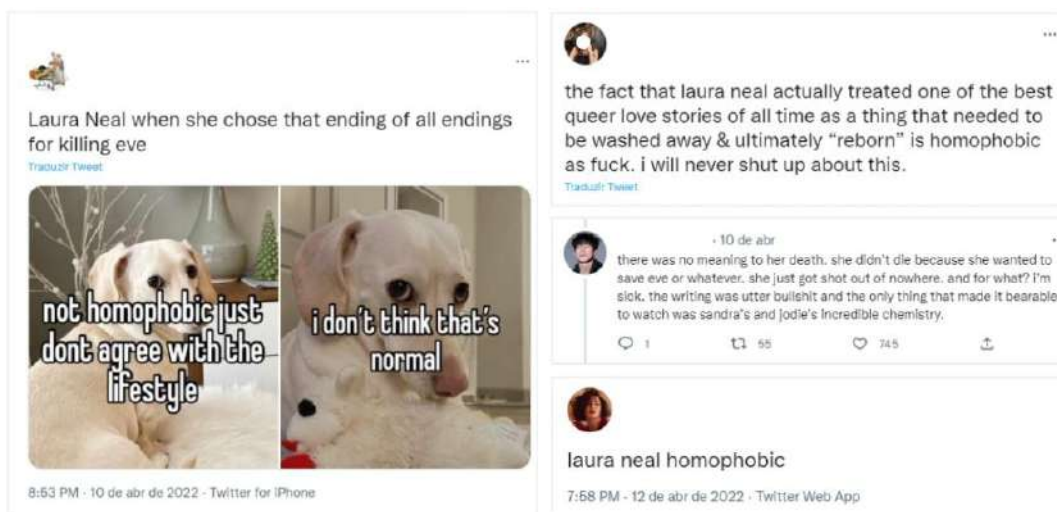 Laura Neal when she chose that ending of all endings
for killing eve
Traduzir Tweet
not homophobic just
dont agree with the
lifestyle
i don't think that's
normal
8:53 PM · 10 de abr de 2022 · Twitter for iPhone
the fact that laura neal actually treated one of the best
queer love stories of all time as a thing that needed to
be washed away & ultimately “reborn” is homophobic
as fuck. i will never shut up about this.
Traduzir Tweet
· 10 de abr
there was no meaning to her death. she didn't die because she wanted to
save eve or whatever. she just got shot out of nowhere. and for what? i'm
sick. the writing was utter bullshit and the only thing that made it bearable
to watch was sandra's and jodie's incredible chemistry.
1 55 745
laura neal homophobic
7:58 PM · 12 de abr de 2022 · Twitter Web App